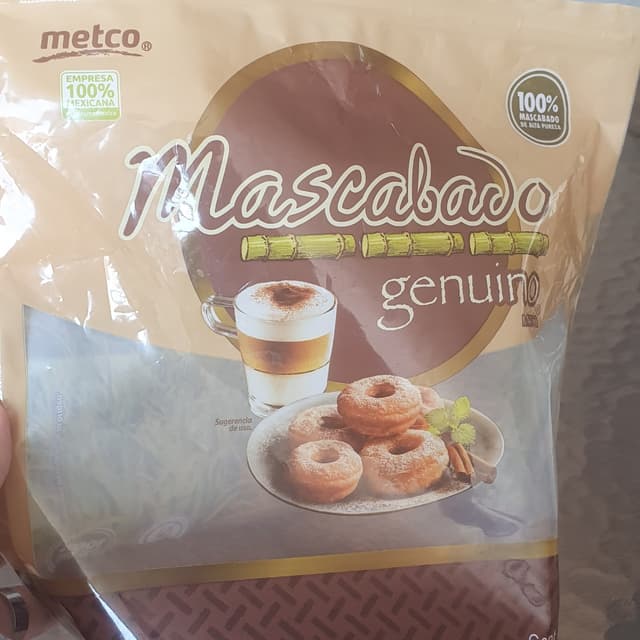 metco®
EMPRESA
100%
MEXICANA
100%
MASCABADO
DE ALTA PUREZA
Mascabado
genuino
Sugerencia
de uso.